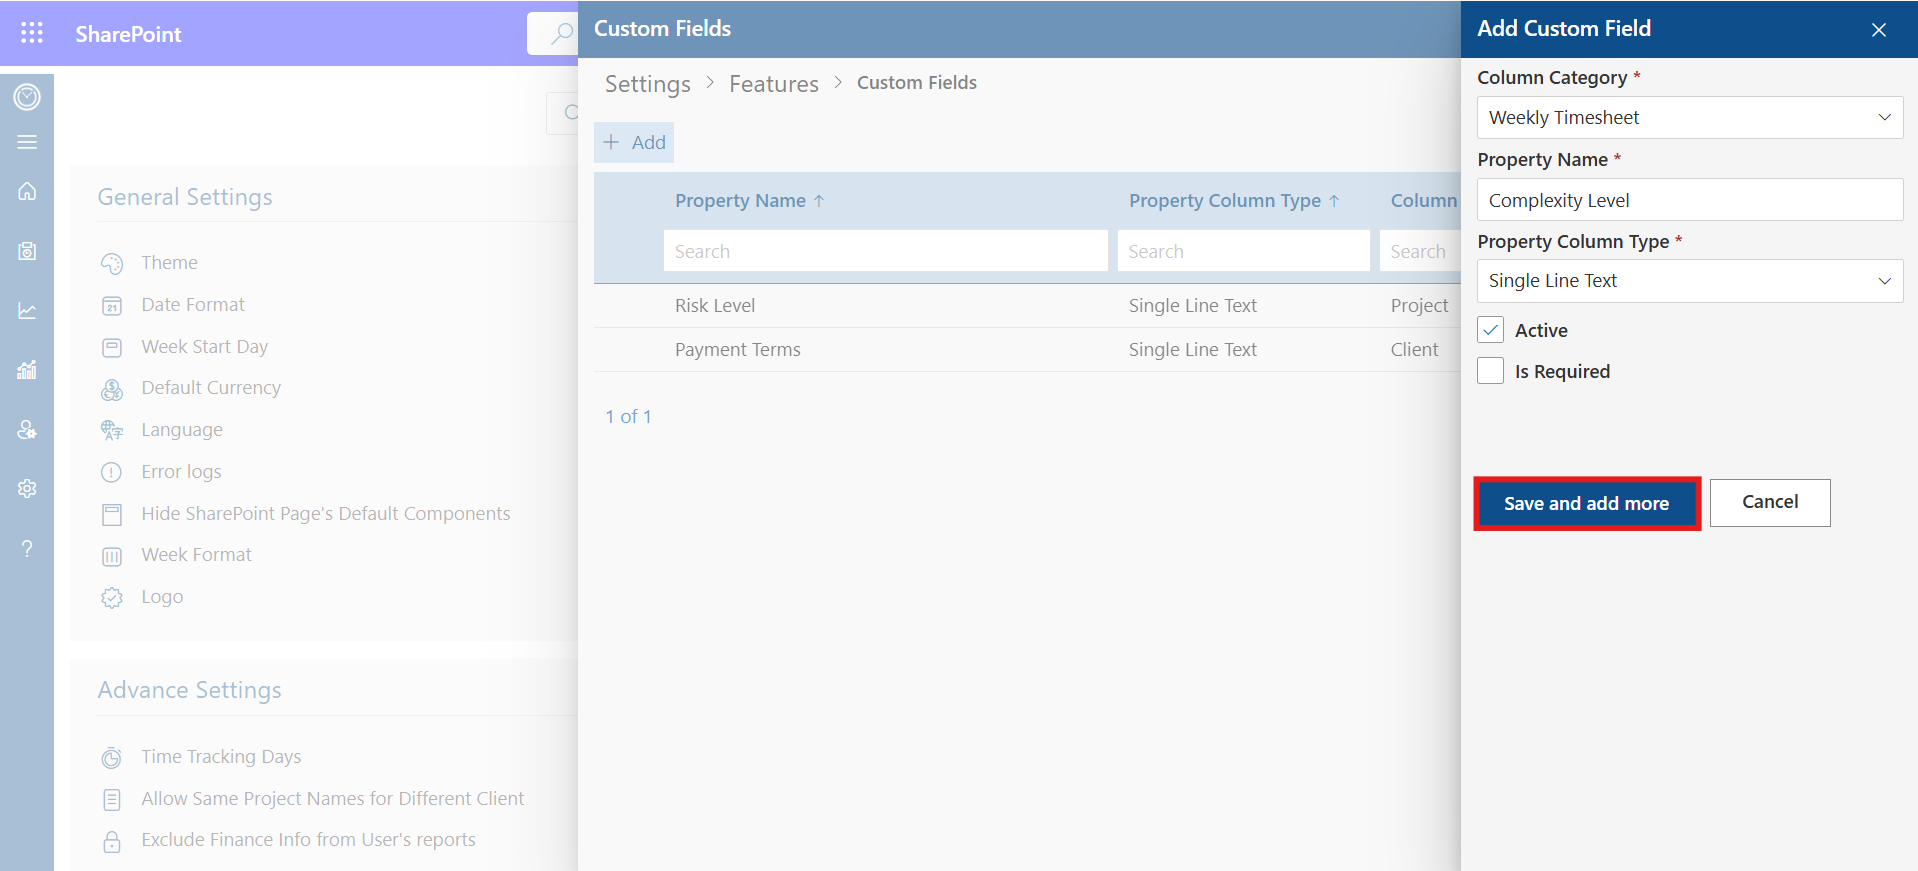 SharePoint
General Settings
Theme
21
Date Format
Week Start Day
Default Currency
Language
Error logs
Hide SharePoint Page's Default Components
Week Format
Logo
Advance Settings
Time Tracking Days
Allow Same Project Names for Different Client
Exclude Finance Info from User's reports
Custom Fields
Settings > Features > Custom Fields
+ Add
Property Name ↑ Property Column Type ↑ Column
Search Search Search
Risk Level Single Line Text Project
Payment Terms Single Line Text Client
1 of 1
Add Custom Field
Column Category *
Weekly Timesheet
Property Name *
Complexity Level
Property Column Type *
Single Line Text
Active
Is Required
Save and add more Cancel